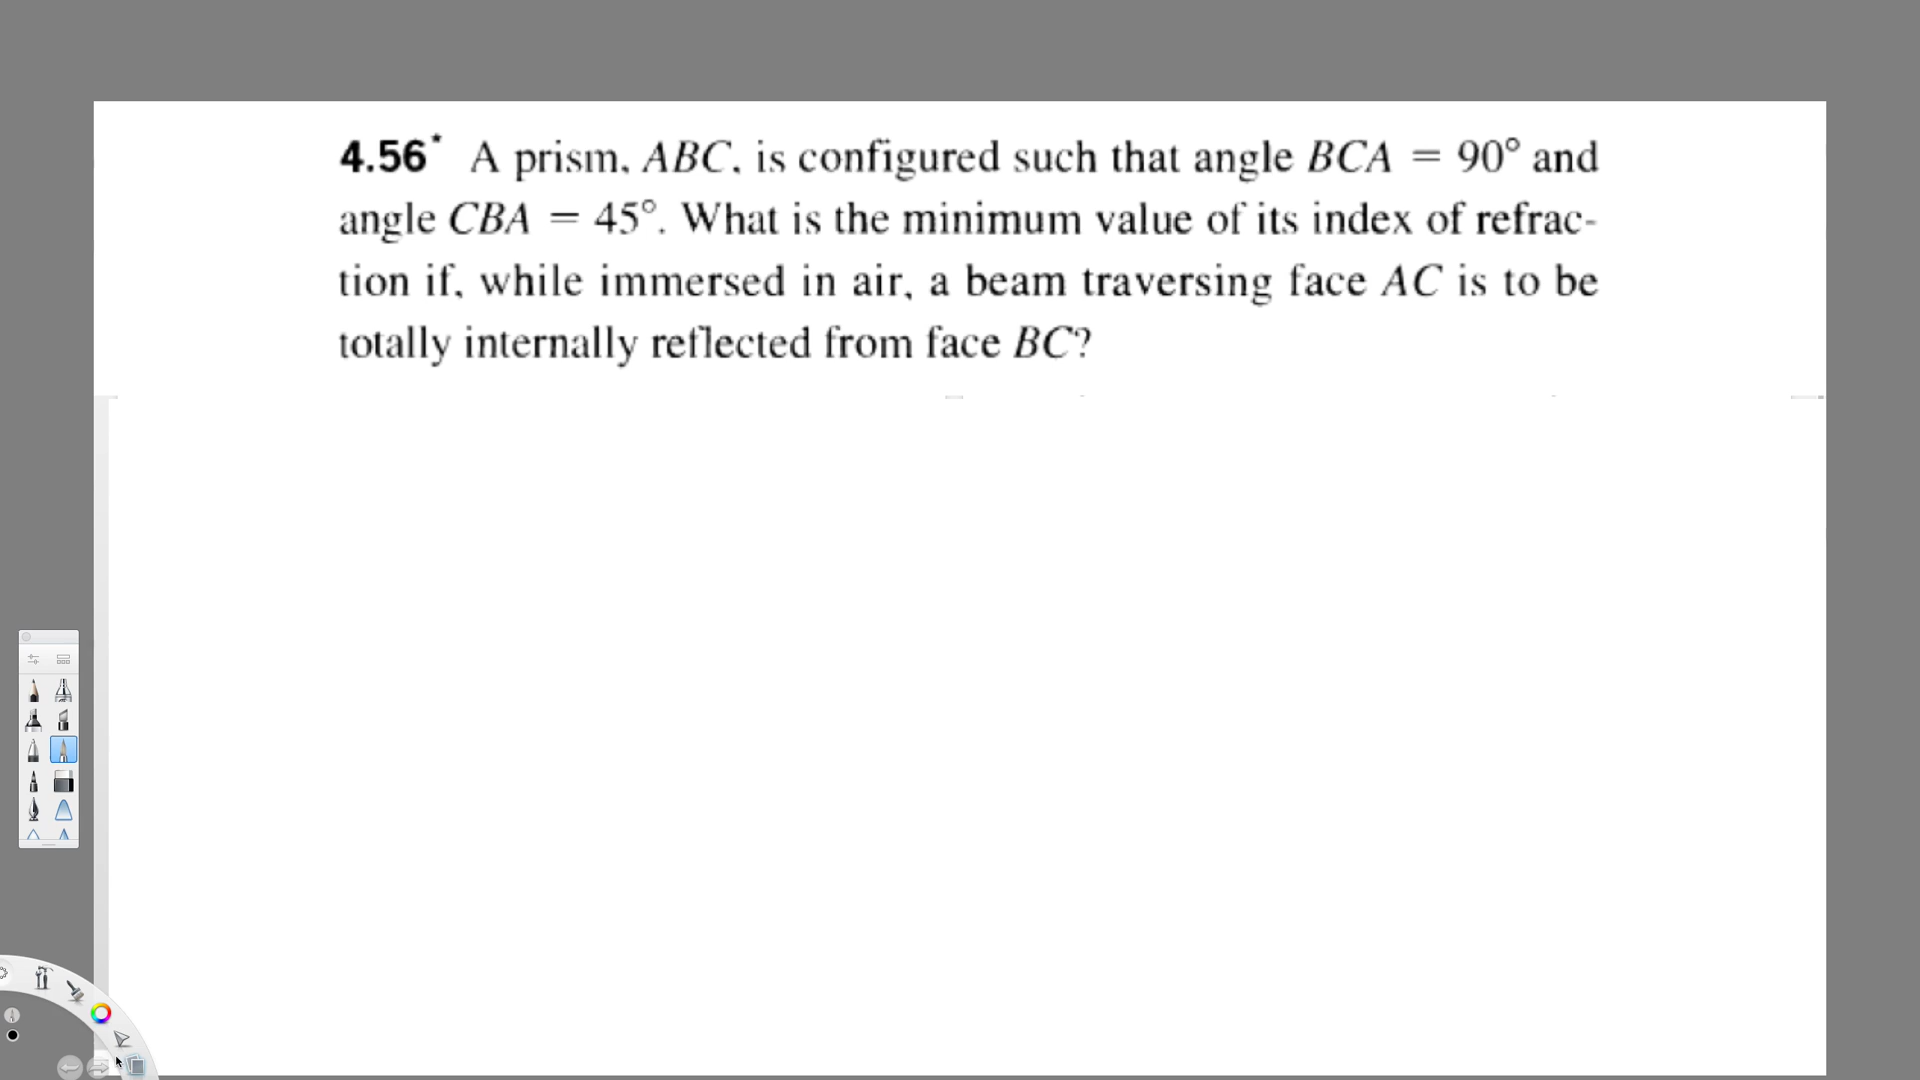 4.56* A prism, ABC, is configured such that angle BCA = 90° and
angle CBA = 45°. What is the minimum value of its index of refrac-
tion if, while immersed in air, a beam traversing face AC is to be
totally internally reflected from face BC?